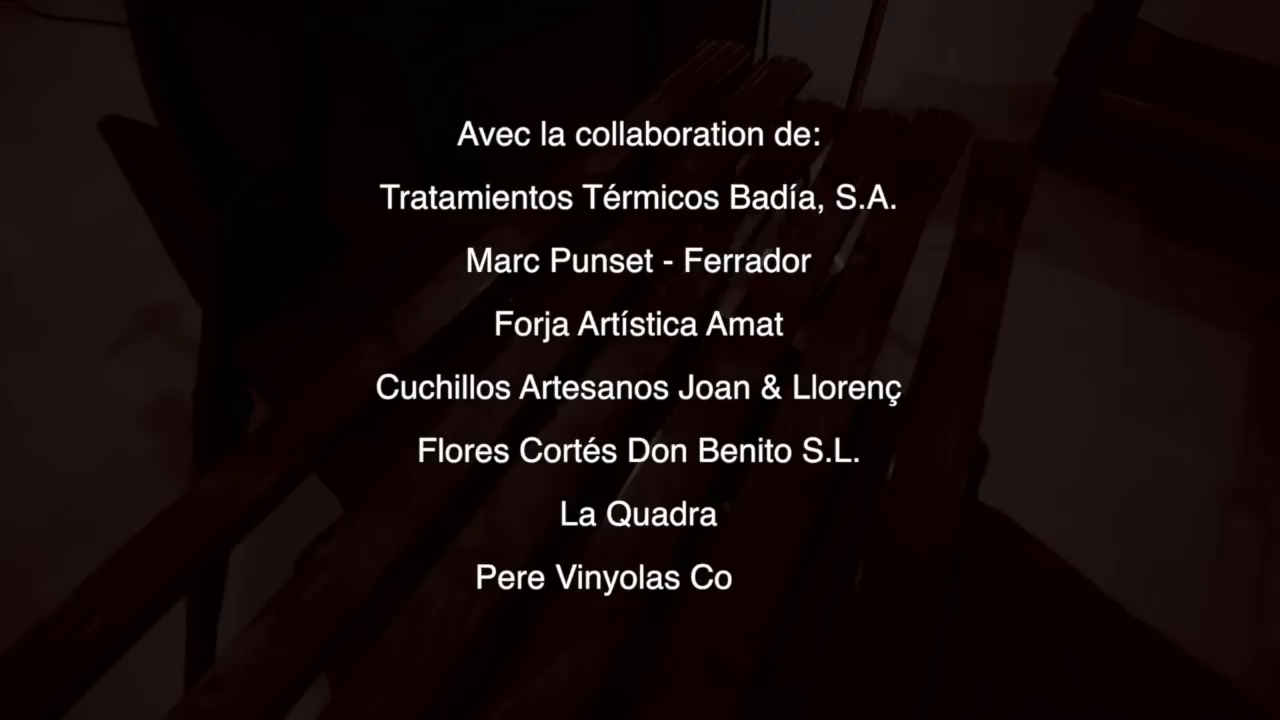 Avec la collaboration de:
Tratamientos Térmicos Badía, S.A.
Marc Punset - Ferrador
Forja Artística Amat
Cuchillos Artesanos Joan & Llorenç
Flores Cortés Don Benito S.L.
La Quadra
Pere Vinyolas Co